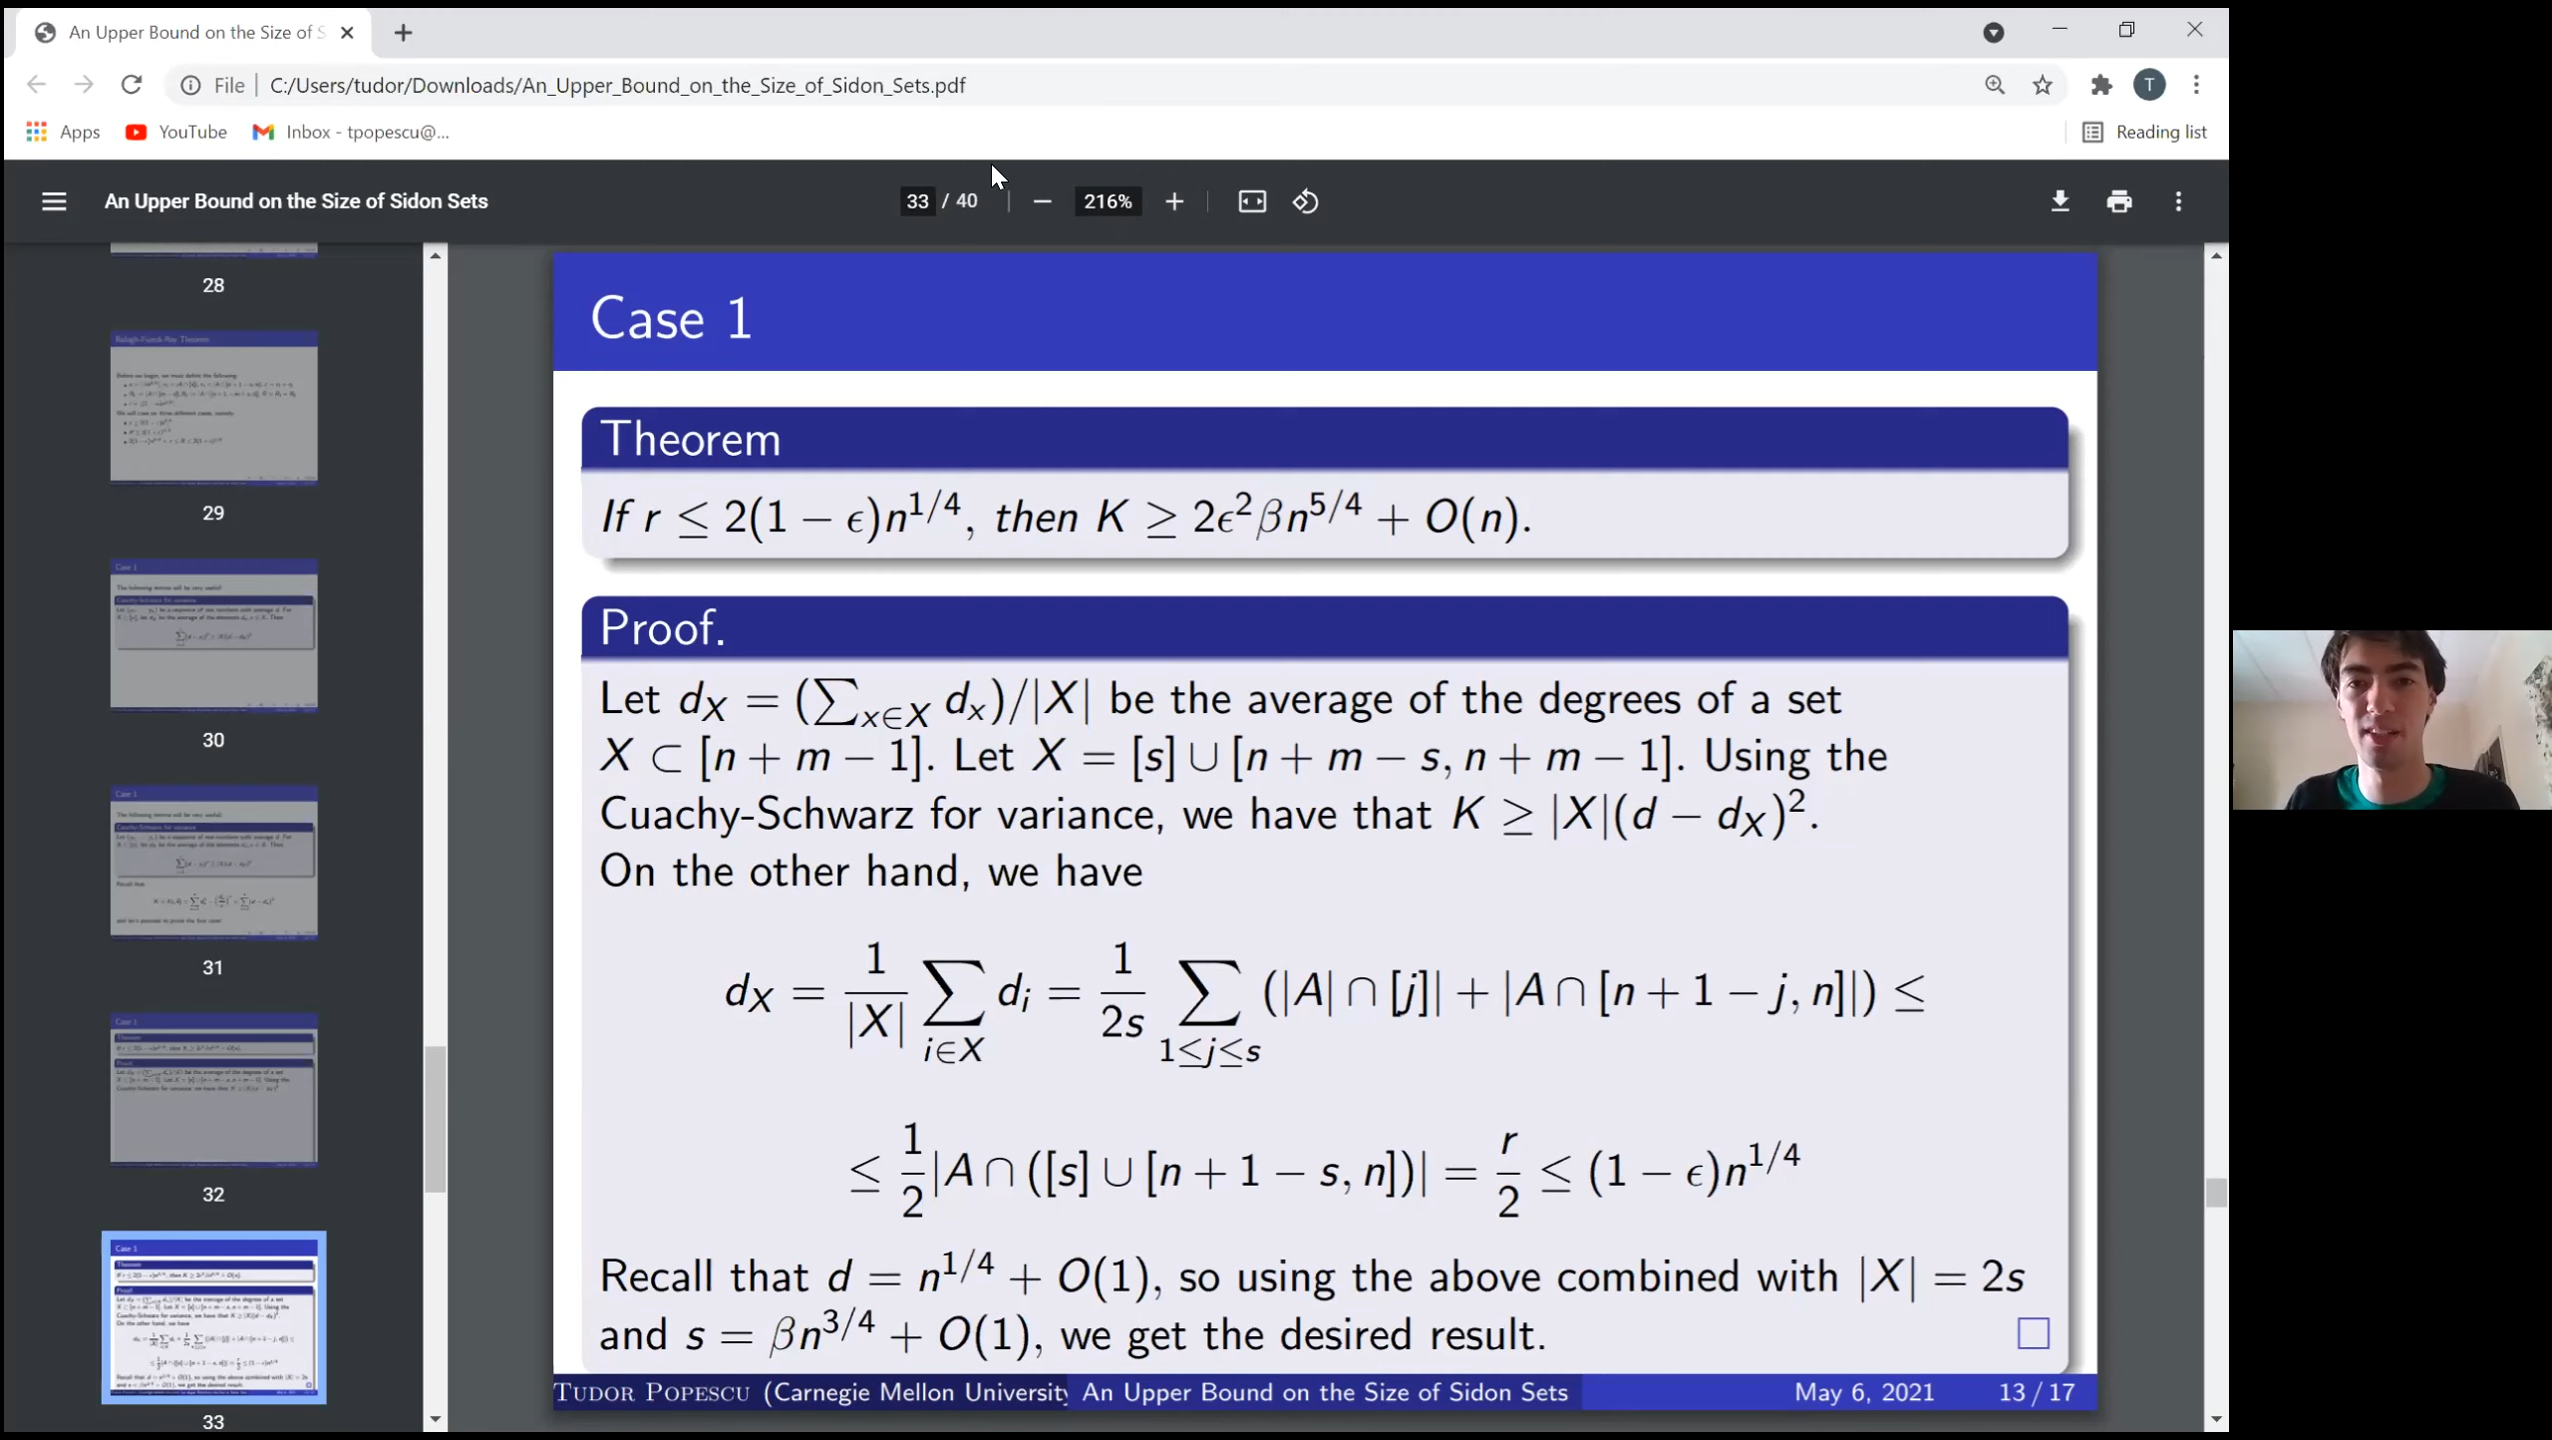 An Upper Bound on the Size of S
File
C:/Users/tudor/Downloads/An_Upper_Bound_on_the_Size_of_Sidon_Sets.pdf
T
Apps
YouTube
Inbox - tpopescu@...
Reading list
An Upper Bound on the Size of Sidon Sets
33 / 40
216%
28
29
30
31
32
33
Case 1
Theorem
If r ≤ 2(1 − ϵ)n^{1/4}, then K ≥ 2ϵ²βn^{5/4} + O(n).
Proof.
Let d_X = (∑_{x∈X} d_x)/|X| be the average of the degrees of a set
X ⊂ [n + m − 1]. Let X = [s] ∪ [n + m − s, n + m − 1]. Using the
Cuachy-Schwarz for variance, we have that K ≥ |X|(d − d_X)².
On the other hand, we have
d_X = \frac{1}{|X|} ∑_{i∈X} d_i = \frac{1}{2s} ∑_{1≤j≤s} (|A| ∩ [j]| + |A ∩ [n + 1 − j, n]|) ≤
≤ \frac{1}{2}|A ∩ ([s] ∪ [n + 1 − s, n])| = \frac{r}{2} ≤ (1 − ϵ)n^{1/4}
Recall that d = n^{1/4} + O(1), so using the above combined with |X| = 2s
and s = βn^{3/4} + O(1), we get the desired result. □
Tudor Popescu (Carnegie Mellon University
An Upper Bound on the Size of Sidon Sets
May 6, 2021
13 / 17